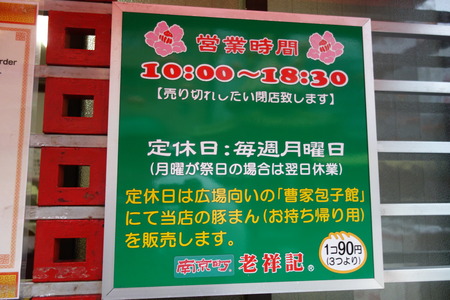 rder
営業時間
10:00～18:30
【売り切れしだい閉店致します】
定休日:毎週月曜日
(月曜が祭日の場合は翌日休業)
定休日は広場向いの「曹家包子館」
にて当店の豚まん(お持ち帰り用)
を販売します。
1コ90円
(3つより)
南京町 老祥記®